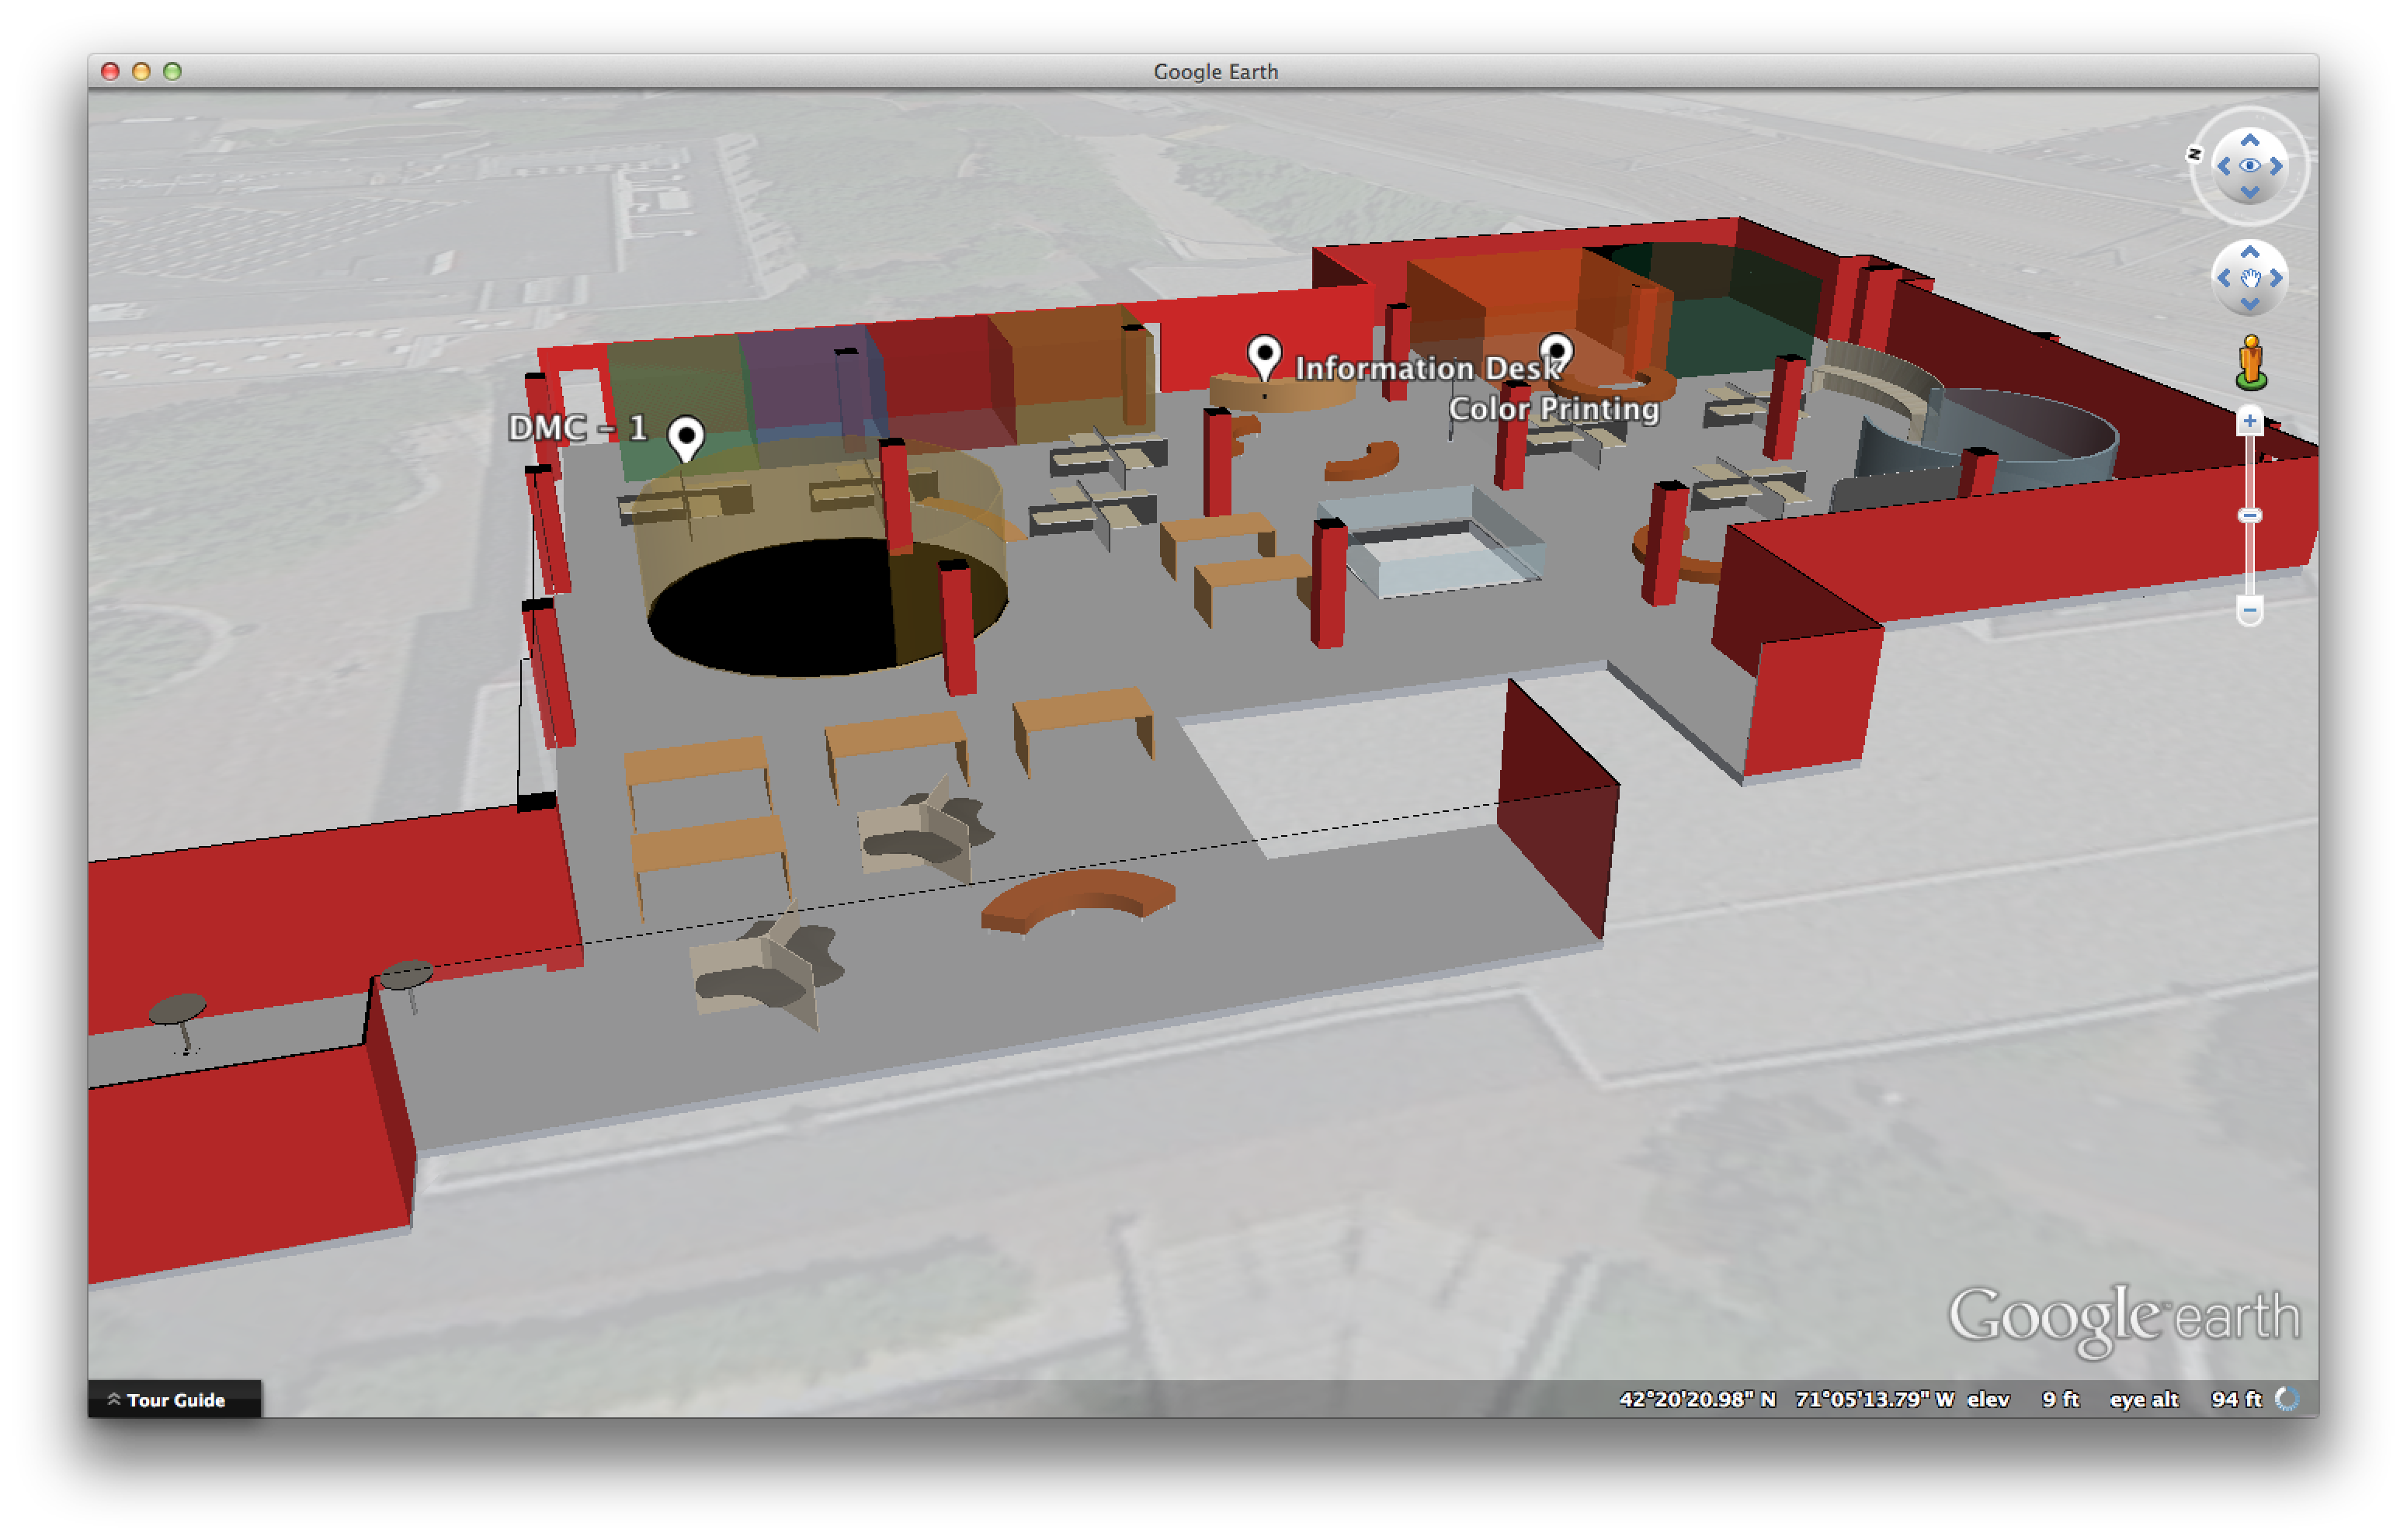 Google Earth
N
Information Desk
Color Printing
DMC - 1
Google earth
Tour Guide
42°20'20.98" N 71°05'13.79" W elev 9 ft eye alt 94 ft